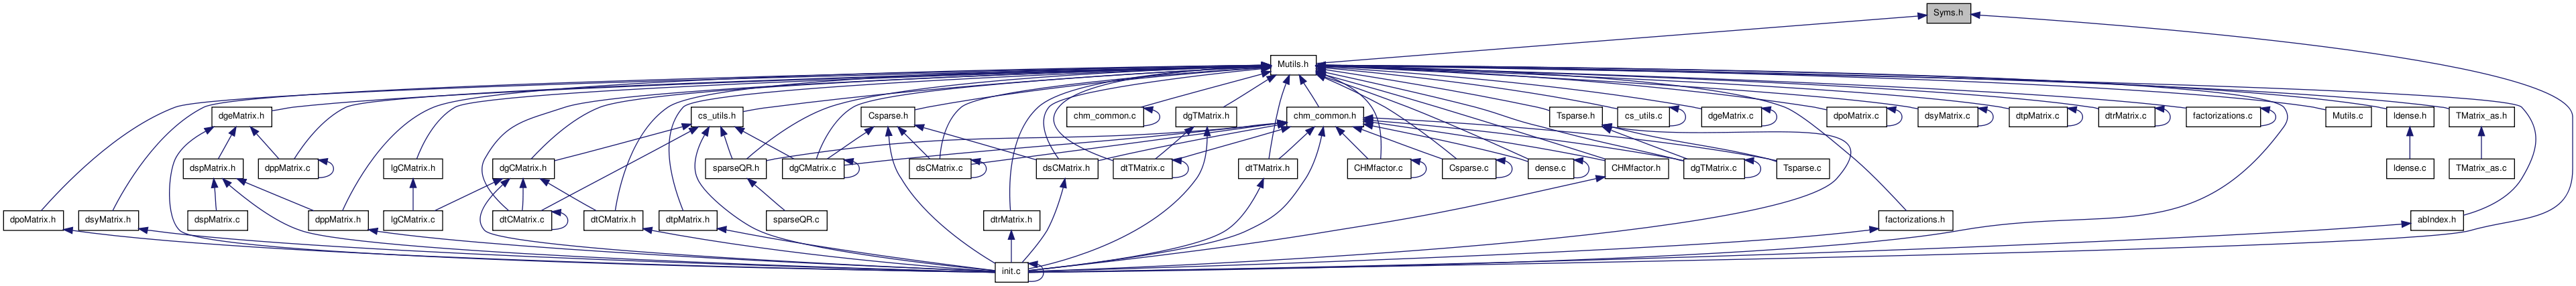 Syms.h
Mutils.h
dgeMatrix.h
cs_utils.h
Csparse.h
chm_common.c
dgTMatrix.h
chm_common.h
Tsparse.h
cs_utils.c
dgeMatrix.c
dpoMatrix.c
dsyMatrix.c
dtpMatrix.c
dtrMatrix.c
factorizations.c
Mutils.c
ldense.h
TMatrix_as.h
dspMatrix.h
dppMatrix.c
lgCMatrix.h
dgCMatrix.h
sparseQR.h
dgCMatrix.c
dsCMatrix.c
dsCMatrix.h
dtTMatrix.c
dtTMatrix.h
CHMfactor.c
Csparse.c
dense.c
CHMfactor.h
dgTMatrix.c
Tsparse.c
ldense.c
TMatrix_as.c
dpoMatrix.h
dsyMatrix.h
dspMatrix.c
dppMatrix.h
lgCMatrix.c
dtCMatrix.c
dtCMatrix.h
dtpMatrix.h
sparseQR.c
dtrMatrix.h
factorizations.h
abIndex.h
init.c